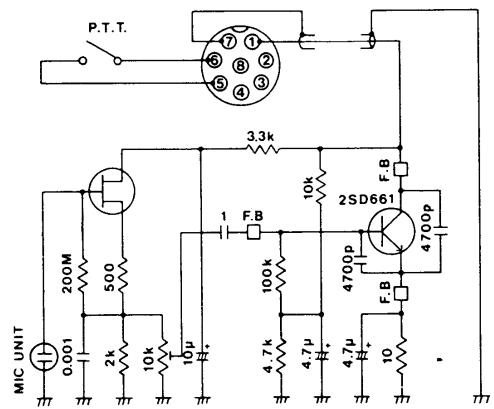 P.T.T.
7
1
6
8
2
5
4
3
3.3k
F.B
10k
2SD661
1
F.B
4700p
200M
500
100k
4700p
F.B
MIC UNIT
0.001
2k
10k
10μ
+
4.7k
4.7μ
+
4.7μ
+
10